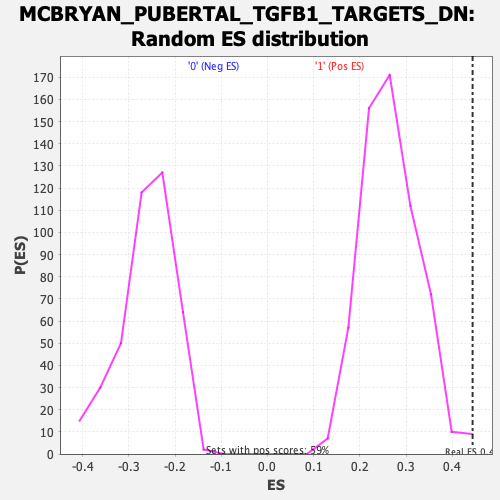 MCBRYAN_PUBERTAL_TGFB1_TARGETS_DN:
Random ES distribution
'0' (Neg ES) '1' (Pos ES)
170
160
150
140
130
120
110
100
90
80
70
60
50
40
30
20
10
0
P(ES)
Sets with pos scores: 59%
Real ES 0.4
-0.4 -0.3 -0.2 -0.1 0.0 0.1 0.2 0.3 0.4
ES